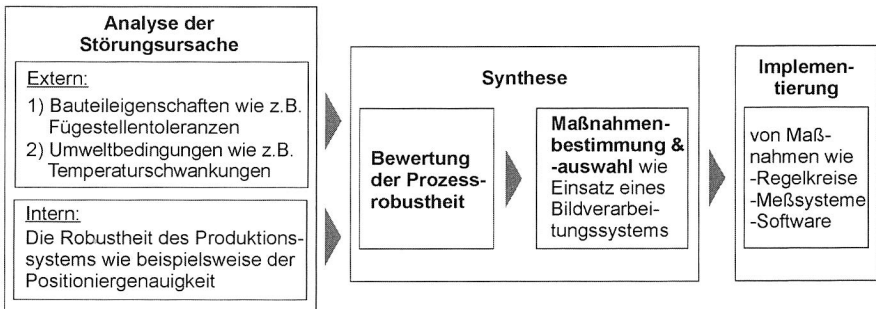 Analyse der
Störungsursache
Extern:
1) Bauteileigenschaften wie z.B.
Fügestellentoleranzen
2) Umweltbedingungen wie z.B.
Temperaturschwankungen
Intern:
Die Robustheit des Produktions-
systems wie beispielsweise der
Positioniergenauigkeit
Synthese
Bewertung
der Prozess-
robustheit
Maßnahmen-
bestimmung &
-auswahl wie
Einsatz eines
Bildverarbei-
tungssystems
Implemen-
tierung
von Maß-
nahmen wie
-Regelkreise
-Meßsysteme
-Software